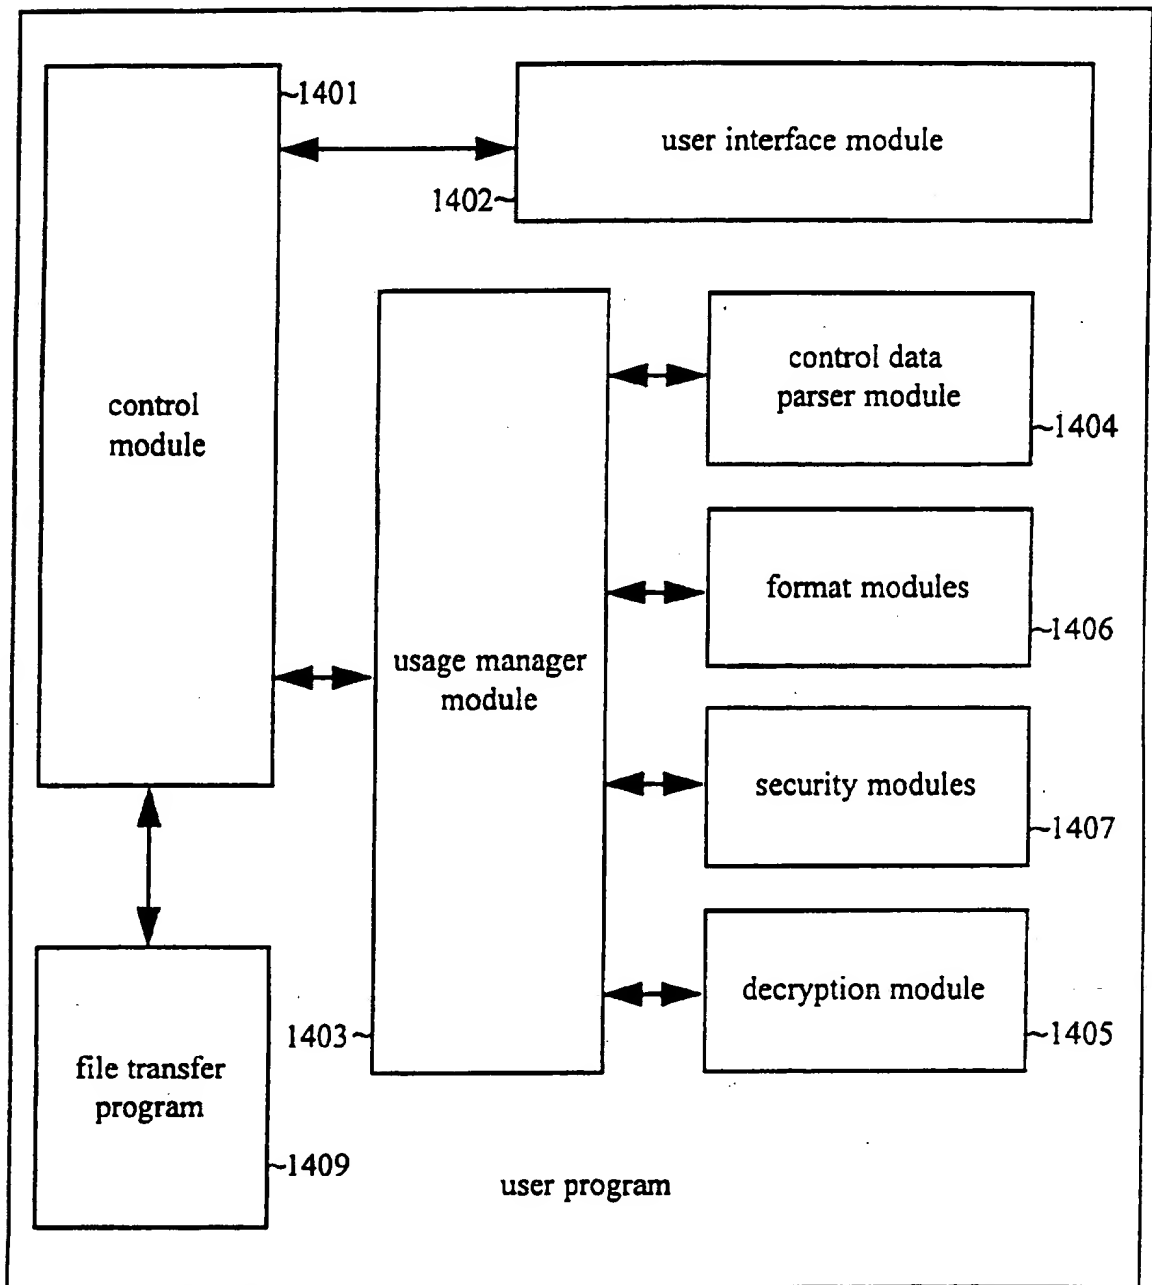 1401
user interface module
1402
control data
parser module
1404
control
module
format modules
1406
usage manager
module
security modules
1407
decryption module
1405
1403
file transfer
program
1409
user program